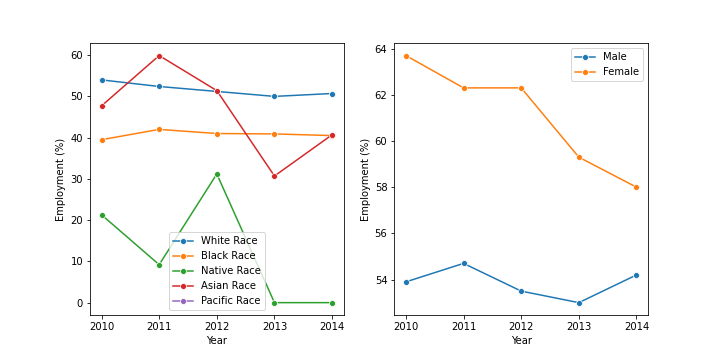 60
50
40
30
20
10
0
Employment (%)
2010 2011 2012 2013 2014
Year
White Race
Black Race
Native Race
Asian Race
Pacific Race
64
62
60
58
56
54
Employment (%)
2010 2011 2012 2013 2014
Year
Male
Female